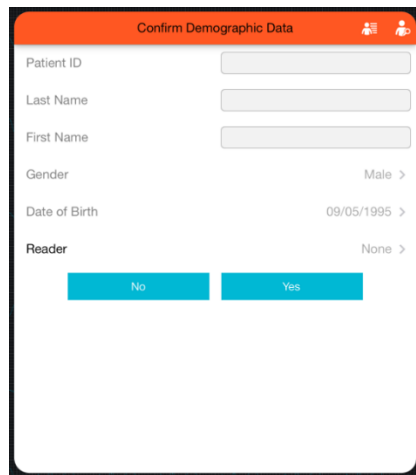 Confirm Demographic Data
Patient ID
Last Name
First Name
Gender Male >
Date of Birth 09/05/1995 >
Reader None >
No Yes